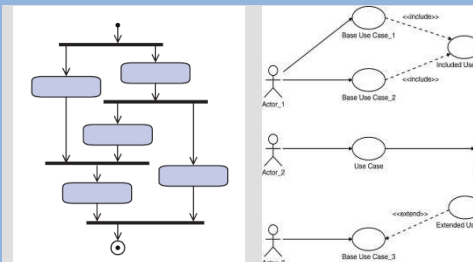 <<include>>
Base Use Case_1
Included Use
<<include>>
Actor_1
Base Use Case_2
Actor_2
Use Case
<<extend>>
Extended Us
Base Use Case_3